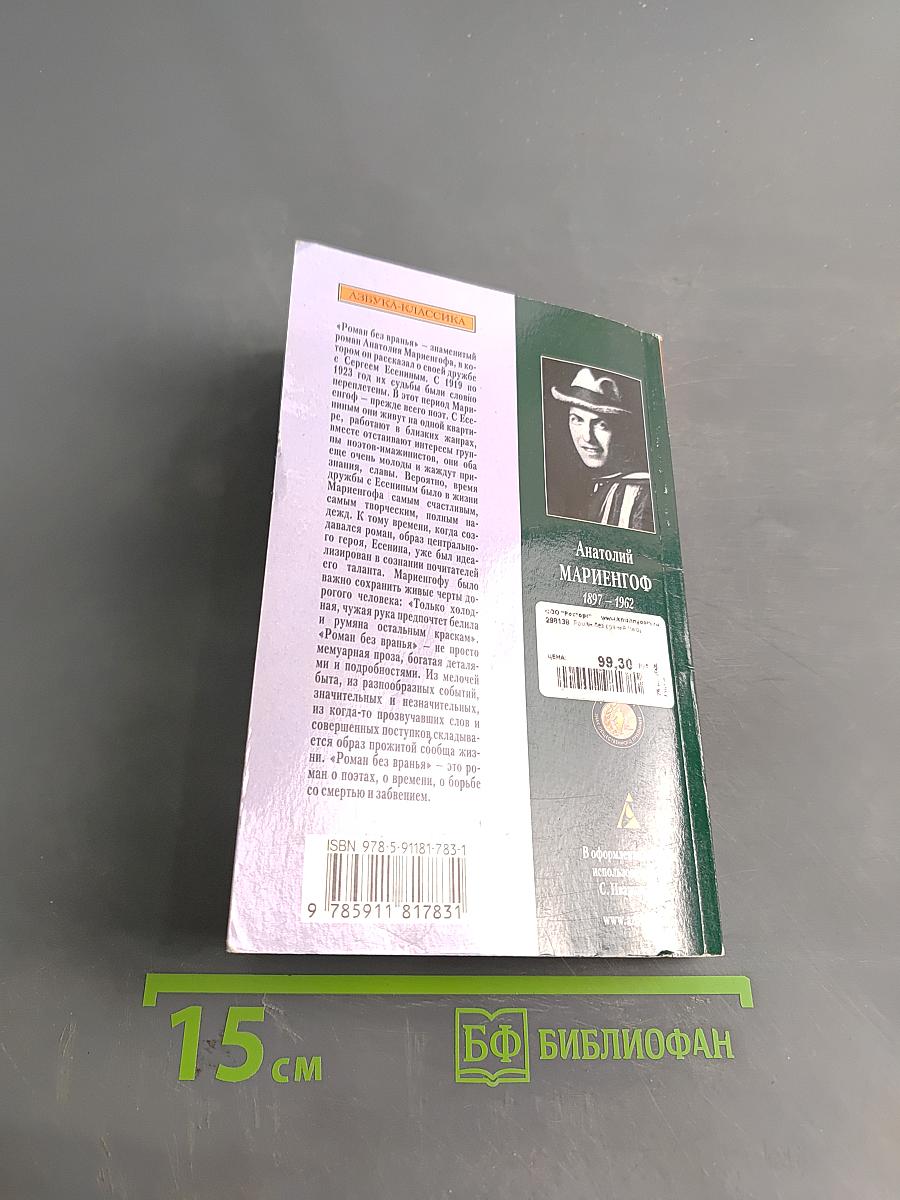 АЗБУКА-КЛАССИКА
«Роман без вранья» – знаменитый
роман Анатолия Мариенгофа, в ко-
тором он рассказал о своей дружбе
с Сергеем Есениным. С 1919 по
1923 год их судьбы были словно
переплетены. В этот период Мари-
енгоф – прежде всего поэт. С Есе-
ниным они живут на одной кварти-
ре, работают в близких жанрах,
вместе отстаивают интересы груп-
пы поэтов-имажинистов, они оба
еще очень молоды и жаждут при-
знания, славы. Вероятно, время
дружбы с Есениным было в жизни
Мариенгофа самым счастливым,
самым творческим, полным на-
дежд. К тому времени, когда соз-
давался роман, образ центрально-
го героя, Есенина, уже был идеа-
лизирован в сознании почитателей
его таланта. Мариенгофу было
важно сохранить живые черты до-
рогого человека: «Только холод-
ная, чужая рука предпочтет белила
и румяна остальным краскам».
«Роман без вранья» – не просто
мемуарная проза, богатая деталя-
ми и подробностями. Из мелочей
быта, из разнообразных событий,
значительных и незначительных,
из когда-то прозвучавших слов и
совершенных поступков складыва-
ется образ прожитой сообща жиз-
ни. «Роман без вранья» – это ро-
ман о поэтах, о времени, о борьбе
со смертью и забвением.
ISBN 978-5-91181-783-1
9 785911 817831
Анатолий
МАРИЕНГОФ
1897 – 1962
298138
ЦЕНА:
99,30
В
С.
www.
15 см
БФ БИБЛИОФАН